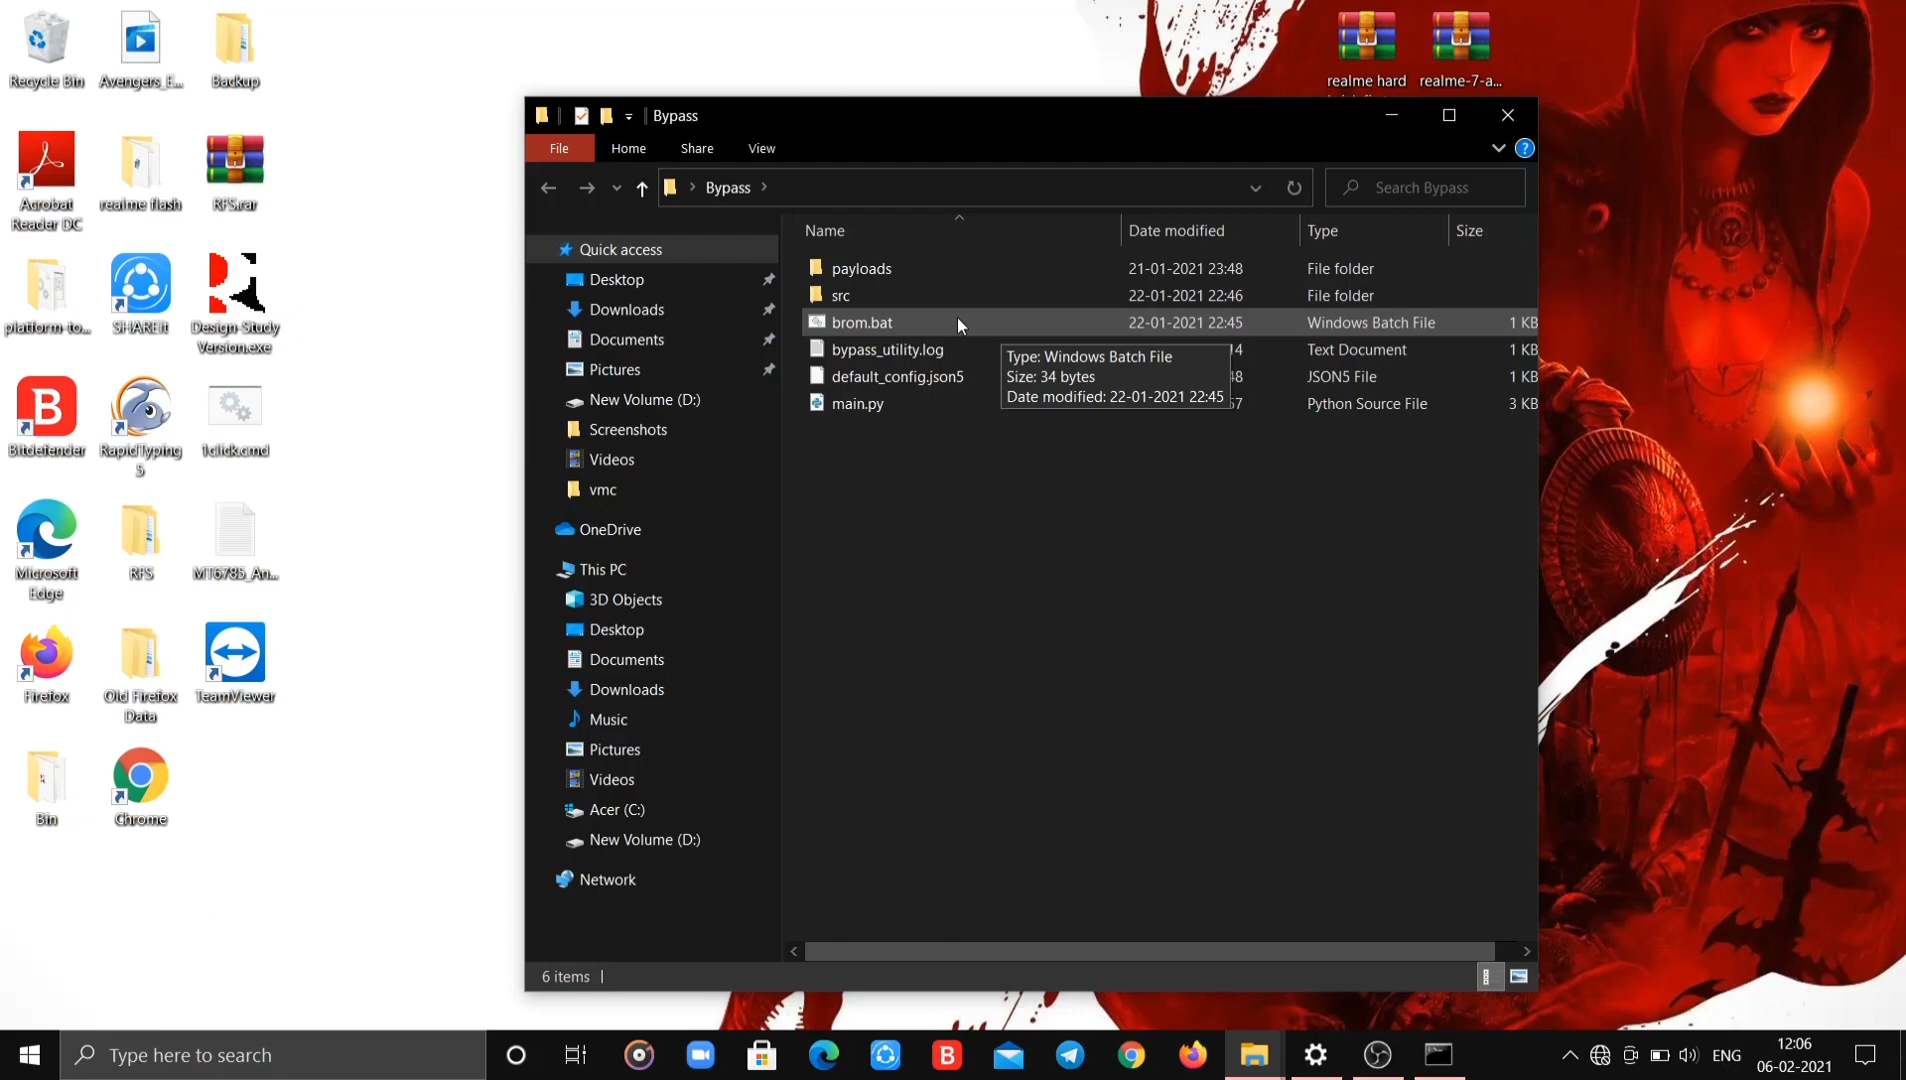 Recycle Bin
Avengers_E...
Backup
realme hard
realme-7-a...
Acrobat
Reader DC
realme flash
RFS.rar
platform-to...
SHAREit
Design-Study
Version.exe
Bitdefender
RapidTyping
5
1click.cmd
Microsoft
Edge
RFS
MT6785_An...
Firefox
Old Firefox
Data
TeamViewer
Bin
Chrome
Bypass
File
Home
Share
View
Bypass
Search Bypass
Quick access
Desktop
Downloads
Documents
Pictures
New Volume (D:)
Screenshots
Videos
vmc
OneDrive
This PC
3D Objects
Desktop
Documents
Downloads
Music
Pictures
Videos
Acer (C:)
New Volume (D:)
Network
Name Date modified Type Size
payloads 21-01-2021 23:48 File folder
src 22-01-2021 22:46 File folder
brom.bat 22-01-2021 22:45 Windows Batch File 1 KB
bypass_utility.log 14 Text Document 1 KB
default_config.json5 48 JSON5 File 1 KB
main.py 57 Python Source File 3 KB
Type: Windows Batch File
Size: 34 bytes
Date modified: 22-01-2021 22:45
6 items
Type here to search
ENG
12:06
06-02-2021